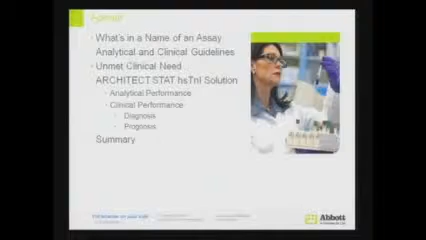 Agenda
What's in a Name of an Assay
Analytical and Clinical Guidelines
Unmet Clinical Need
ARCHITECT STAT hsTnI Solution
Analytical Performance
Clinical Performance
Diagnosis
Prognosis
Summary
Abbott